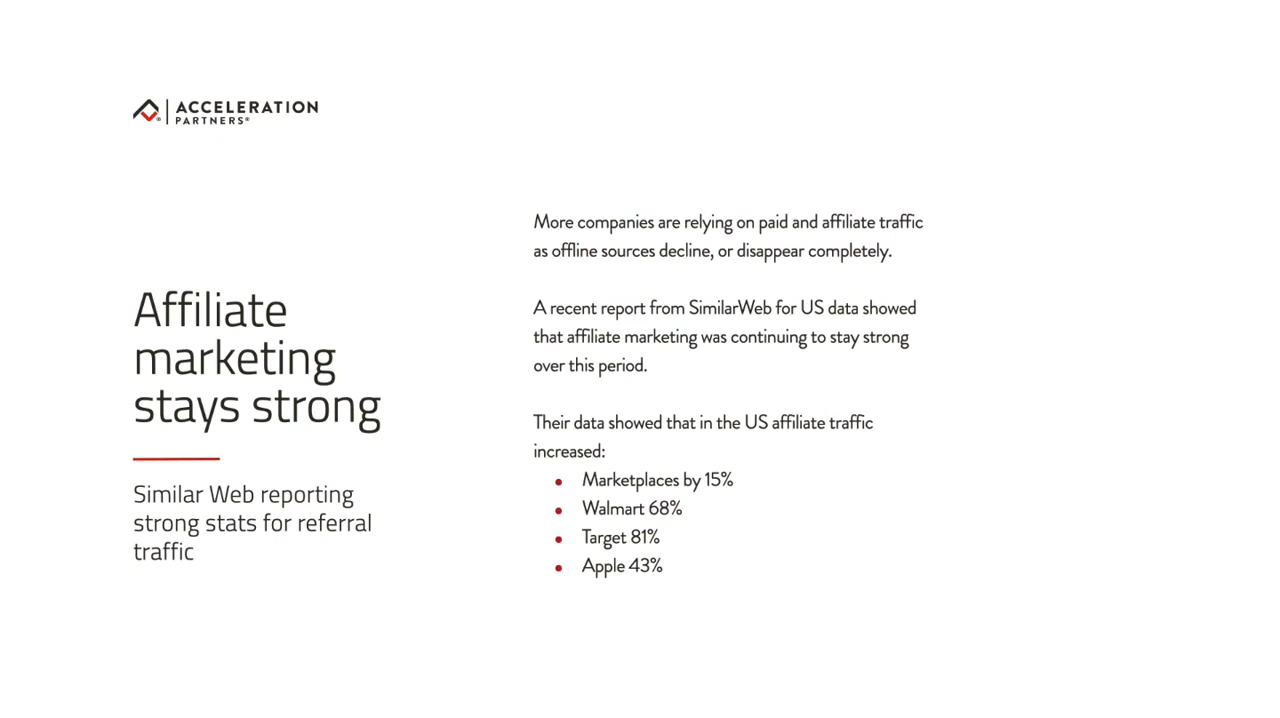 ACCELERATION
PARTNERS®
Affiliate
marketing
stays strong
Similar Web reporting
strong stats for referral
traffic
More companies are relying on paid and affiliate traffic
as offline sources decline, or disappear completely.
A recent report from SimilarWeb for US data showed
that affiliate marketing was continuing to stay strong
over this period.
Their data showed that in the US affiliate traffic
increased:
• Marketplaces by 15%
• Walmart 68%
• Target 81%
• Apple 43%